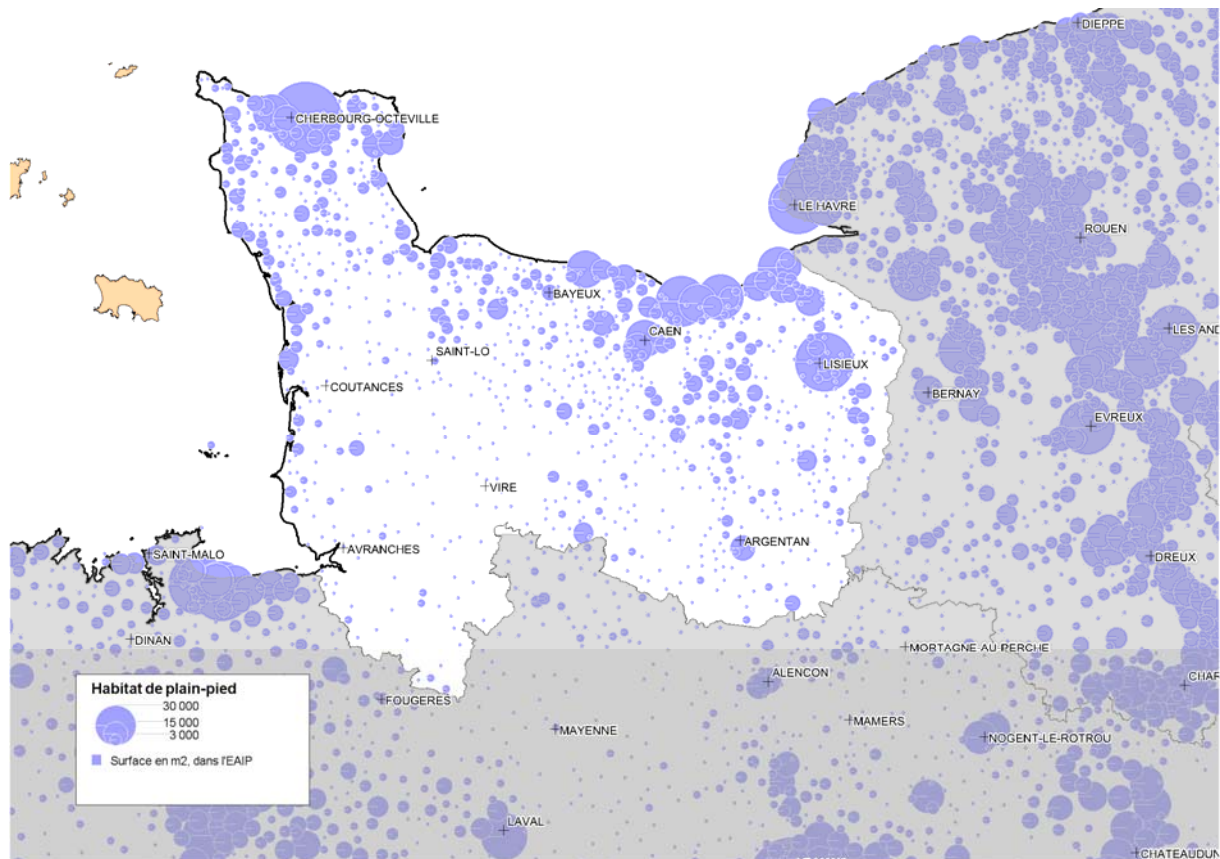 DIEPPE
CHERBOURG-OCTEVILLE
LE HAVRE
ROUEN
BAYEUX
CAEN
LES AND
SAINT-LO
LISIEUX
COUTANCES
BERNAY
EVREUX
VIRE
ARGENTAN
AVRANCHES
SAINT-MALO
DREUX
DINAN
MORTAGNE AU PERCHE
ALENCON
CHAR
FOUGERES
MAMERS
MAYENNE
NOGENT-LE-ROTROU
LAVAL
CHATEAUDUN
Habitat de plain-pied
30 000
15 000
3 000
Surface en m2, dans l'EAIP